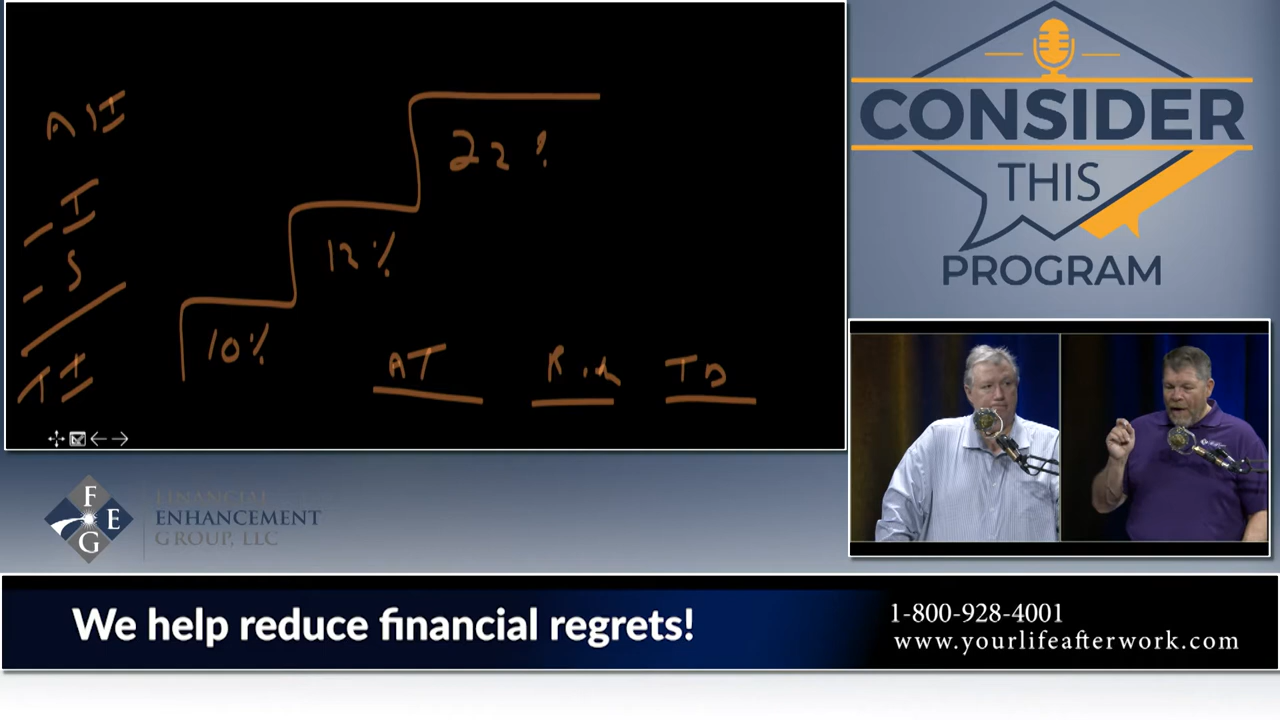 - I
- S
TI
10%
12%
22%
AT
TD
CONSIDER
THIS
PROGRAM
F
E
G
FINANCIAL
ENHANCEMENT
GROUP, LLC
We help reduce financial regrets!
1-800-928-4001
www.yourlifeafterwork.com